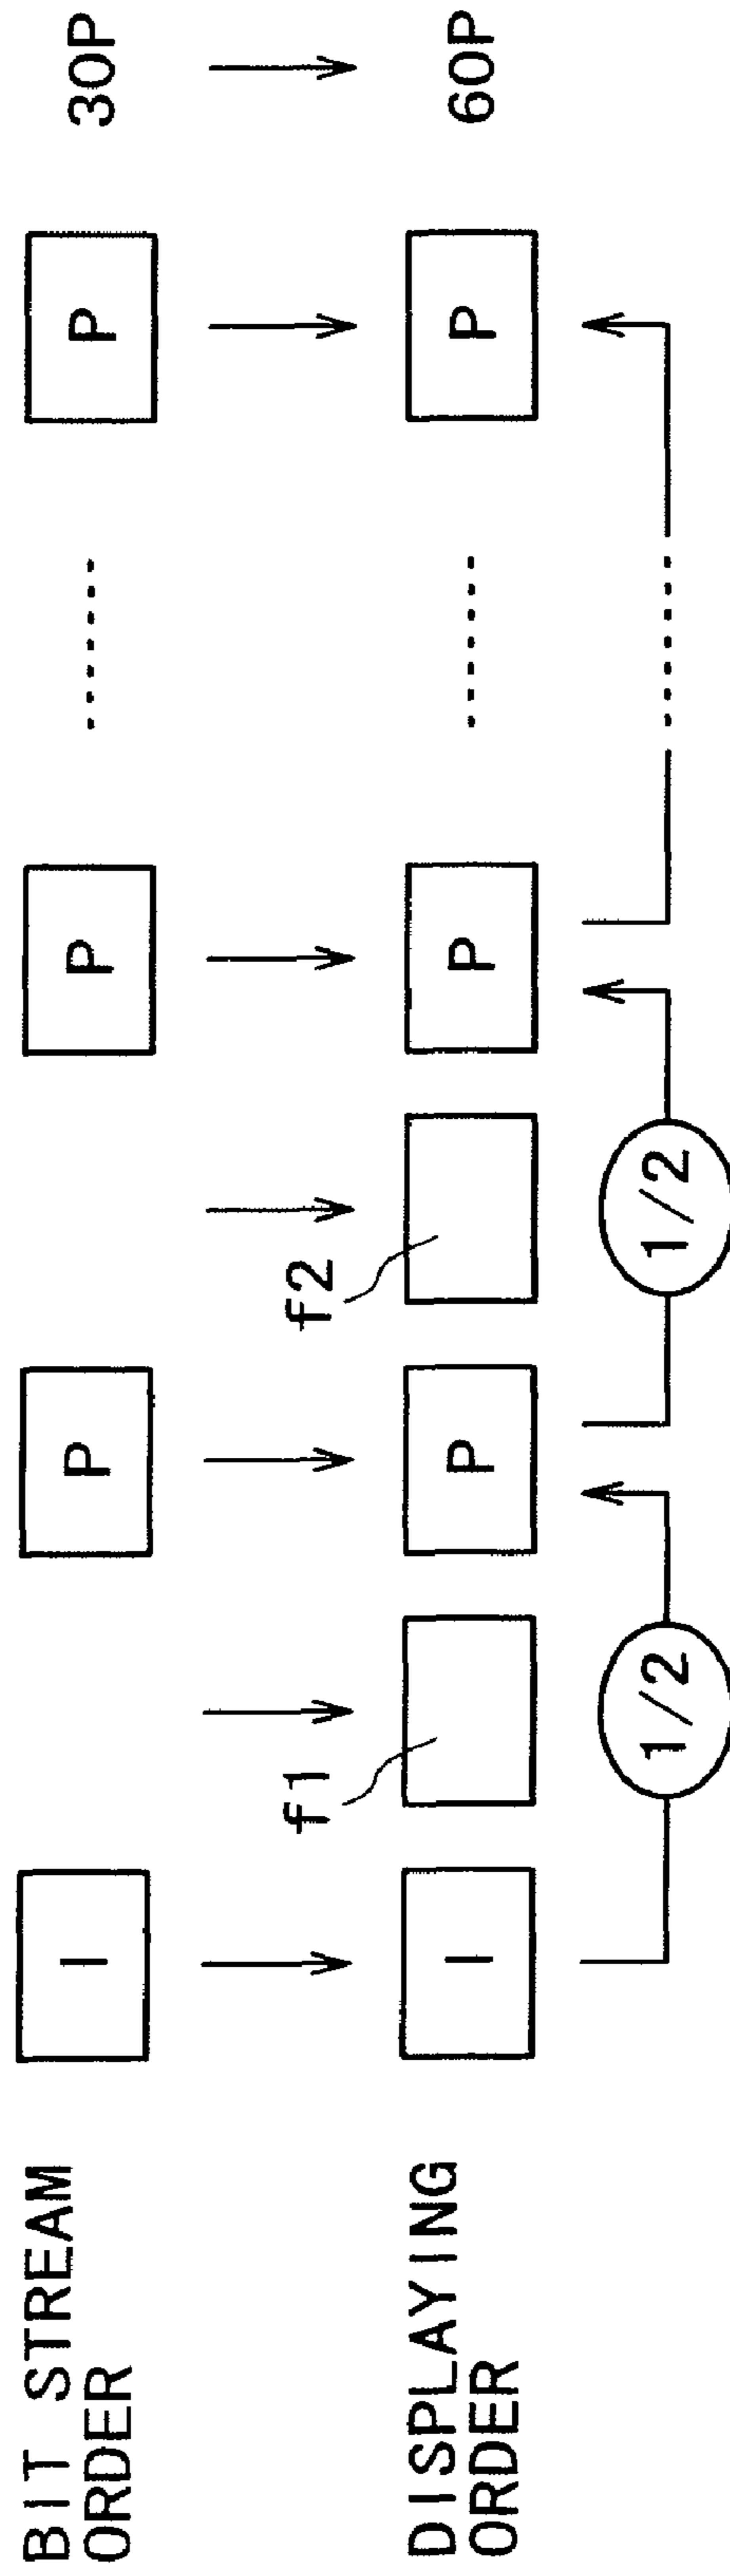 BIT STREAM
ORDER
I P P P 30P
f1 f2
DISPLAYING
ORDER
I P P P 60P
1/2 1/2